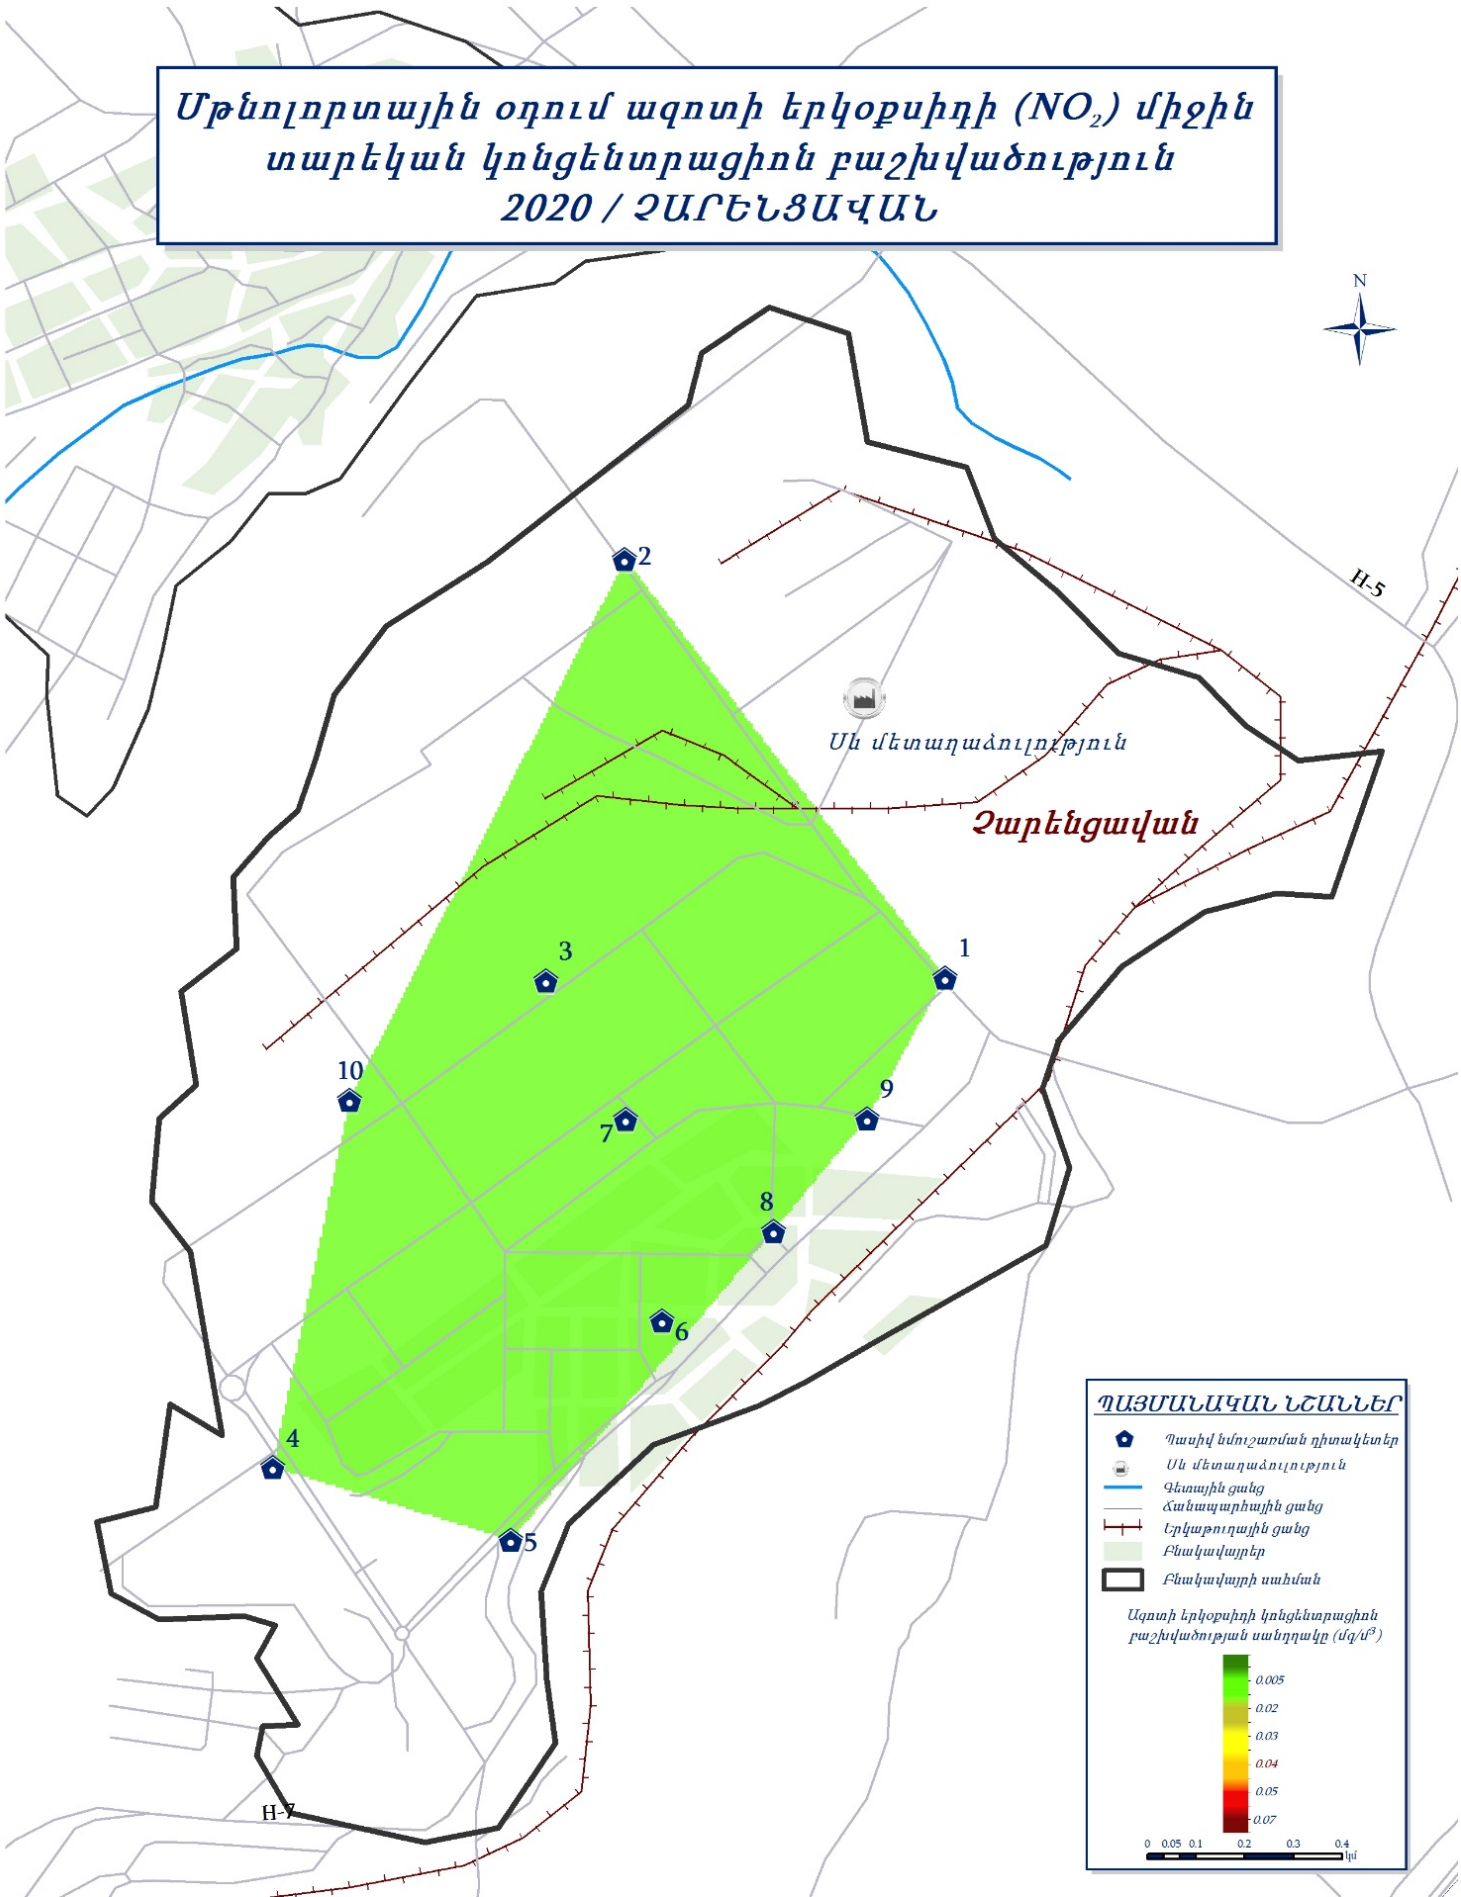 Մթնոլորտային օդում ազոտի երկօքսիդի (NO₂) միջին
տարեկան կոնցենտրացիոն բաշխվածություն
2020 / ՉԱՐԵՆՑԱՎԱՆ
N
H-5
2
Սև մետաղաձուլություն
Չարենցավան
3
1
10
9
7
8
6
4
5
H-7
ՊԱՅՄԱՆԱԿԱՆ ՆՇԱՆՆԵՐ
Պասիվ նմուշառման դիտակետեր
Սև մետաղաձուլություն
Գետային ցանց
Ճանապարհային ցանց
Երկաթուղային ցանց
Բնակավայրեր
Բնակավայրի սահման
Ազոտի երկօքսիդի կոնցենտրացիոն
բաշխվածության սանդղակը (մգ/մ³)
0.005
0.02
0.03
0.04
0.05
0.07
0 0.05 0.1 0.2 0.3 0.4
կմ